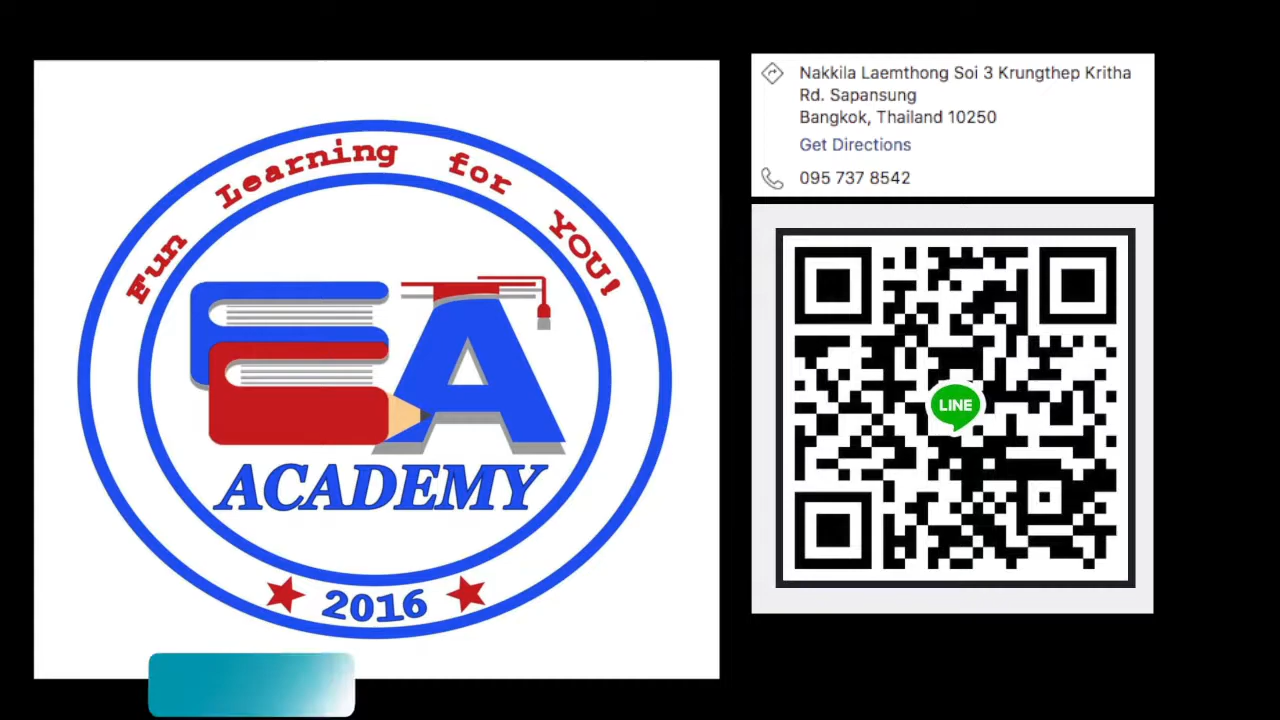 Fun Learning for YOU!
EA
ACADEMY
2016
Nakkila Laemthong Soi 3 Krungthep Kritha
Rd. Sapansung
Bangkok, Thailand 10250
Get Directions
095 737 8542
LINE